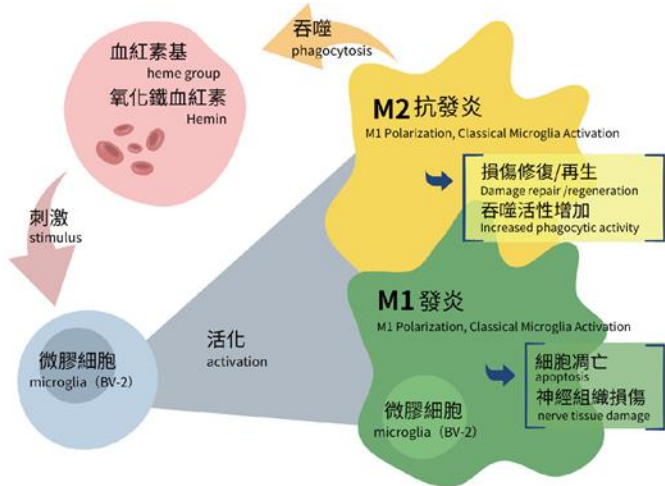 吞噬
phagocytosis
血紅素基
heme group
氧化鐵血紅素
Hemin
M2 抗發炎
M1 Polarization, Classical Microglia Activation
損傷修復/再生
Damage repair /regeneration
吞噬活性增加
Increased phagocytic activity
刺激
stimulus
M1 發炎
M1 Polarization, Classical Microglia Activation
活化
activation
微膠細胞
microglia（BV-2）
細胞凋亡
apoptosis
神經組織損傷
nerve tissue damage
微膠細胞
microglia（BV-2）